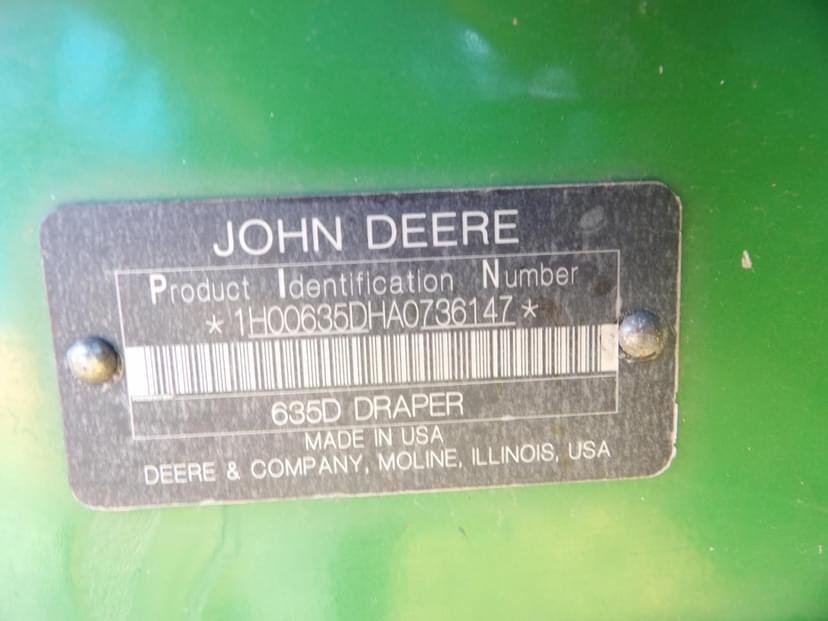 JOHN DEERE
Product Identification Number
*1H00635DHA0736147*
635D DRAPER
MADE IN USA
DEERE & COMPANY, MOLINE, ILLINOIS, USA